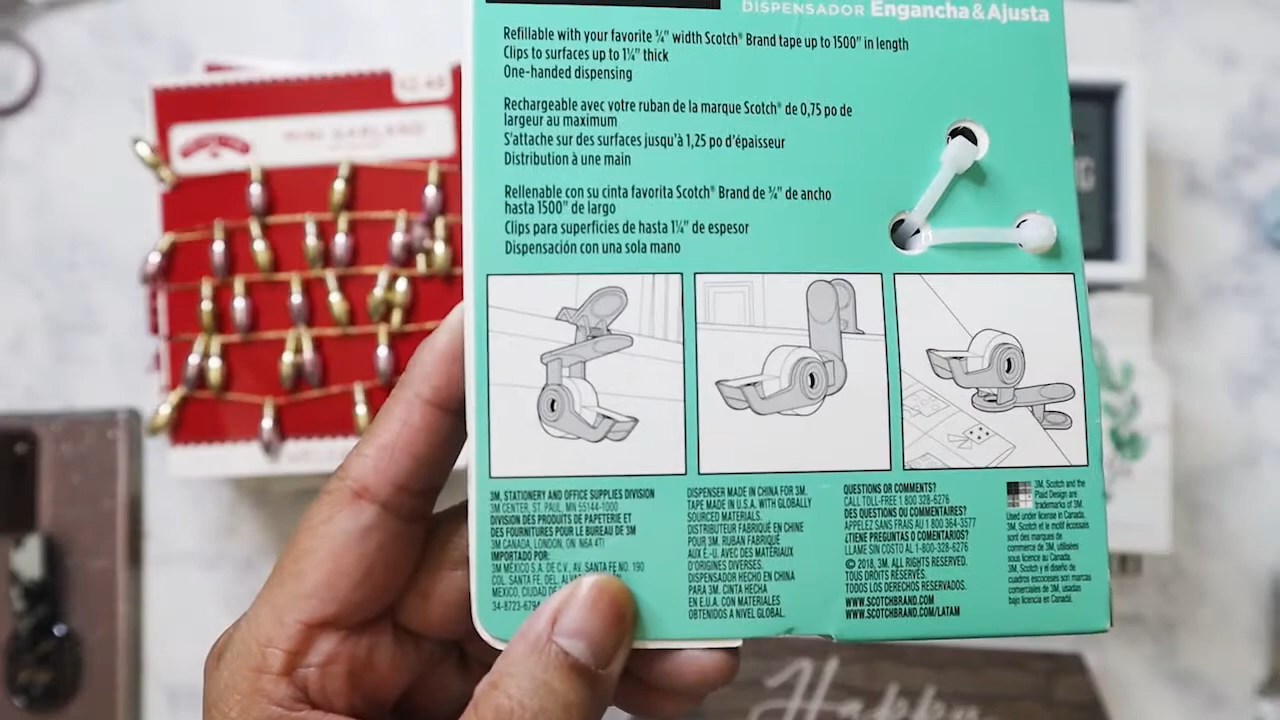 DISPENSADOR Engancha & Ajusta
Refillable with your favorite ¾" width Scotch® Brand tape up to 1500" in length
Clips to surfaces up to 1¼" thick
One-handed dispensing
Rechargeable avec votre ruban de la marque Scotch® de 0,75 po de
largeur au maximum
S'attache sur des surfaces jusqu'à 1,25 po d'épaisseur
Distribution à une main
Rellenable con su cinta favorita Scotch® Brand de ¾" de ancho
hasta 1500" de largo
Clips para superficies de hasta 1¼" de espesor
Dispensación con una sola mano
3M, STATIONERY AND OFFICE SUPPLIES DIVISION
3M CENTER, ST. PAUL, MN 55144-1000
DIVISION DES PRODUITS DE PAPETERIE ET
DES FOURNITURES POUR LE BUREAU DE 3M
3M CANADA, LONDON, ON N6A 4T1
IMPORTADO POR:
3M MÉXICO S.A. DE C.V., AV. SANTA FE NO. 190
COL. SANTA FE, DEL.
MEXICO, CIUDAD DE
34-8723-6794
DISPENSER MADE IN CHINA FOR 3M.
TAPE MADE IN U.S.A. WITH GLOBALLY
SOURCED MATERIALS.
DISTRIBUTEUR FABRIQUÉ EN CHINE
POUR 3M. RUBAN FABRIQUÉ
AUX É.-U. AVEC DES MATÉRIAUX
D'ORIGINES DIVERSES.
DISPENSADOR HECHO EN CHINA
PARA 3M. CINTA HECHA
EN E.U.A. CON MATERIALES
OBTENIDOS A NIVEL GLOBAL.
QUESTIONS OR COMMENTS?
CALL TOLL-FREE 1 800 328-6276
DES QUESTIONS OU COMMENTAIRES?
APPELEZ SANS FRAIS AU 1 800 364-3577
¿TIENE PREGUNTAS O COMENTARIOS?
LLAME SIN COSTO AL 1-800-328-6276
© 2018, 3M. ALL RIGHTS RESERVED.
TOUS DROITS RÉSERVÉS.
TODOS LOS DERECHOS RESERVADOS.
WWW.SCOTCHBRAND.COM
WWW.SCOTCHBRAND.COM/LATAM
3M, Scotch and the
Plaid Design are
trademarks of 3M.
Used under license in Canada.
3M, Scotch et le motif écossais
sont des marques de
commerce de 3M, utilisées
sous licence au Canada.
3M, Scotch y el diseño de
cuadros escoceses son marcas
comerciales de 3M, usadas
bajo licencia en Canadá.
MINI GARLAND